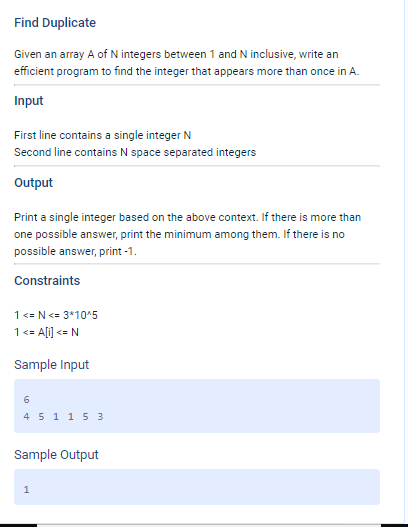 Find Duplicate
Given an array A of N integers between 1 and N inclusive, write an
efficient program to find the integer that appears more than once in A.
Input
First line contains a single integer N
Second line contains N space separated integers
Output
Print a single integer based on the above context. If there is more than
one possible answer, print the minimum among them. If there is no
possible answer, print -1.
Constraints
1 <= N <= 3*10^5
1 <= A[i] <= N
Sample Input
6
4 5 1 1 5 3
Sample Output
1